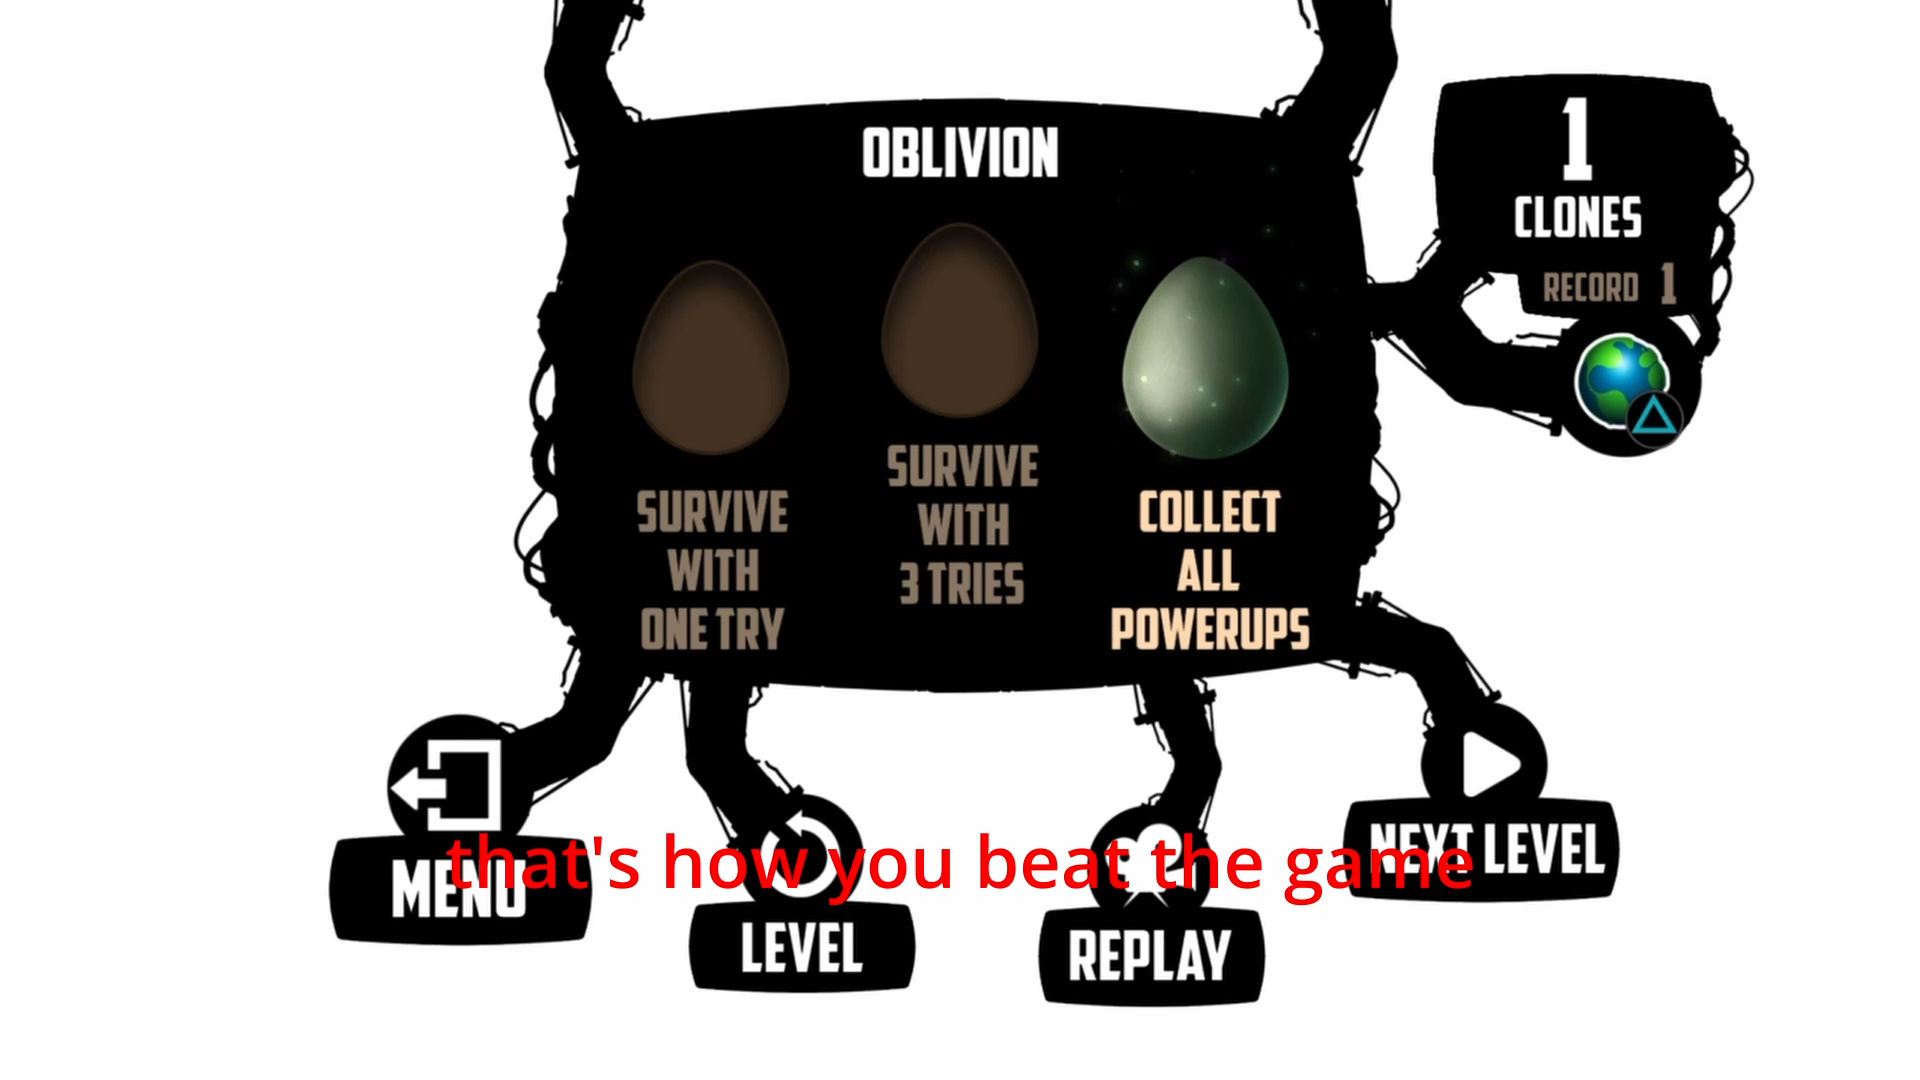 OBLIVION
1
CLONES
RECORD 1
SURVIVE
WITH
ONE TRY
SURVIVE
WITH
3 TRIES
COLLECT
ALL
POWERUPS
that's how you beat the game
MENU
LEVEL
REPLAY
NEXT LEVEL